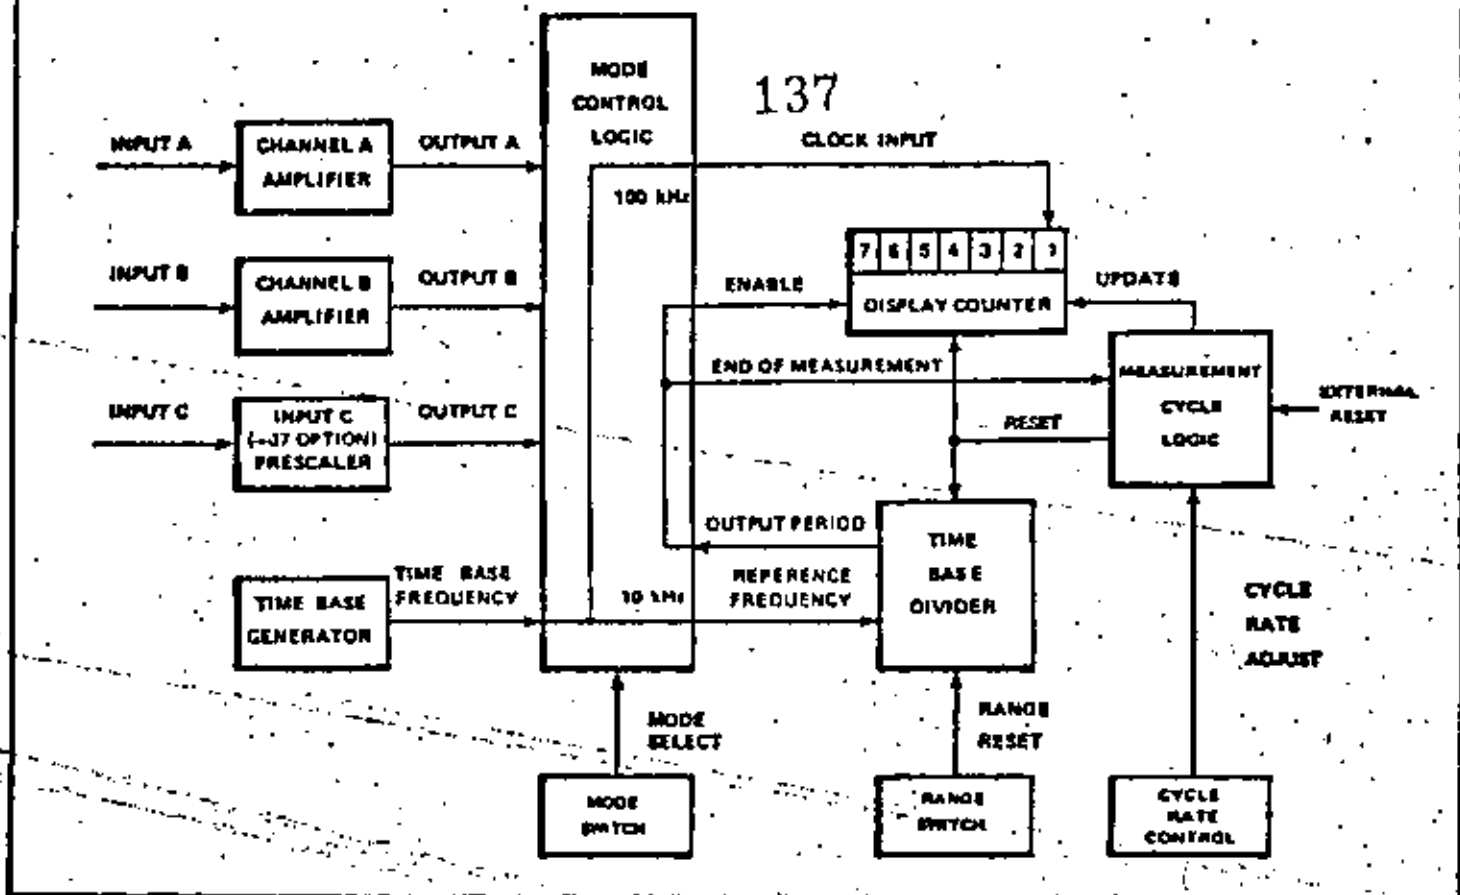 137
MODE
CONTROL
LOGIC
CLOCK INPUT
INPUT A
CHANNEL A
AMPLIFIER
OUTPUT A
100 kHz
7 6 5 4 3 2 1
DISPLAY COUNTER
INPUT B
CHANNEL B
AMPLIFIER
OUTPUT B
ENABLE
UPDATE
END OF MEASUREMENT
MEASUREMENT
CYCLE
LOGIC
EXTERNAL
RESET
INPUT C
INPUT C
(-37 OPTION)
PRESCALER
OUTPUT C
RESET
OUTPUT PERIOD
TIME
BASE
DIVIDER
TIME BASE
GENERATOR
TIME BASE
FREQUENCY
10 kHz
REFERENCE
FREQUENCY
CYCLE
RATE
ADJUST
MODE
SELECT
RANGE
RESET
MODE
SWITCH
RANGE
SWITCH
CYCLE
RATE
CONTROL